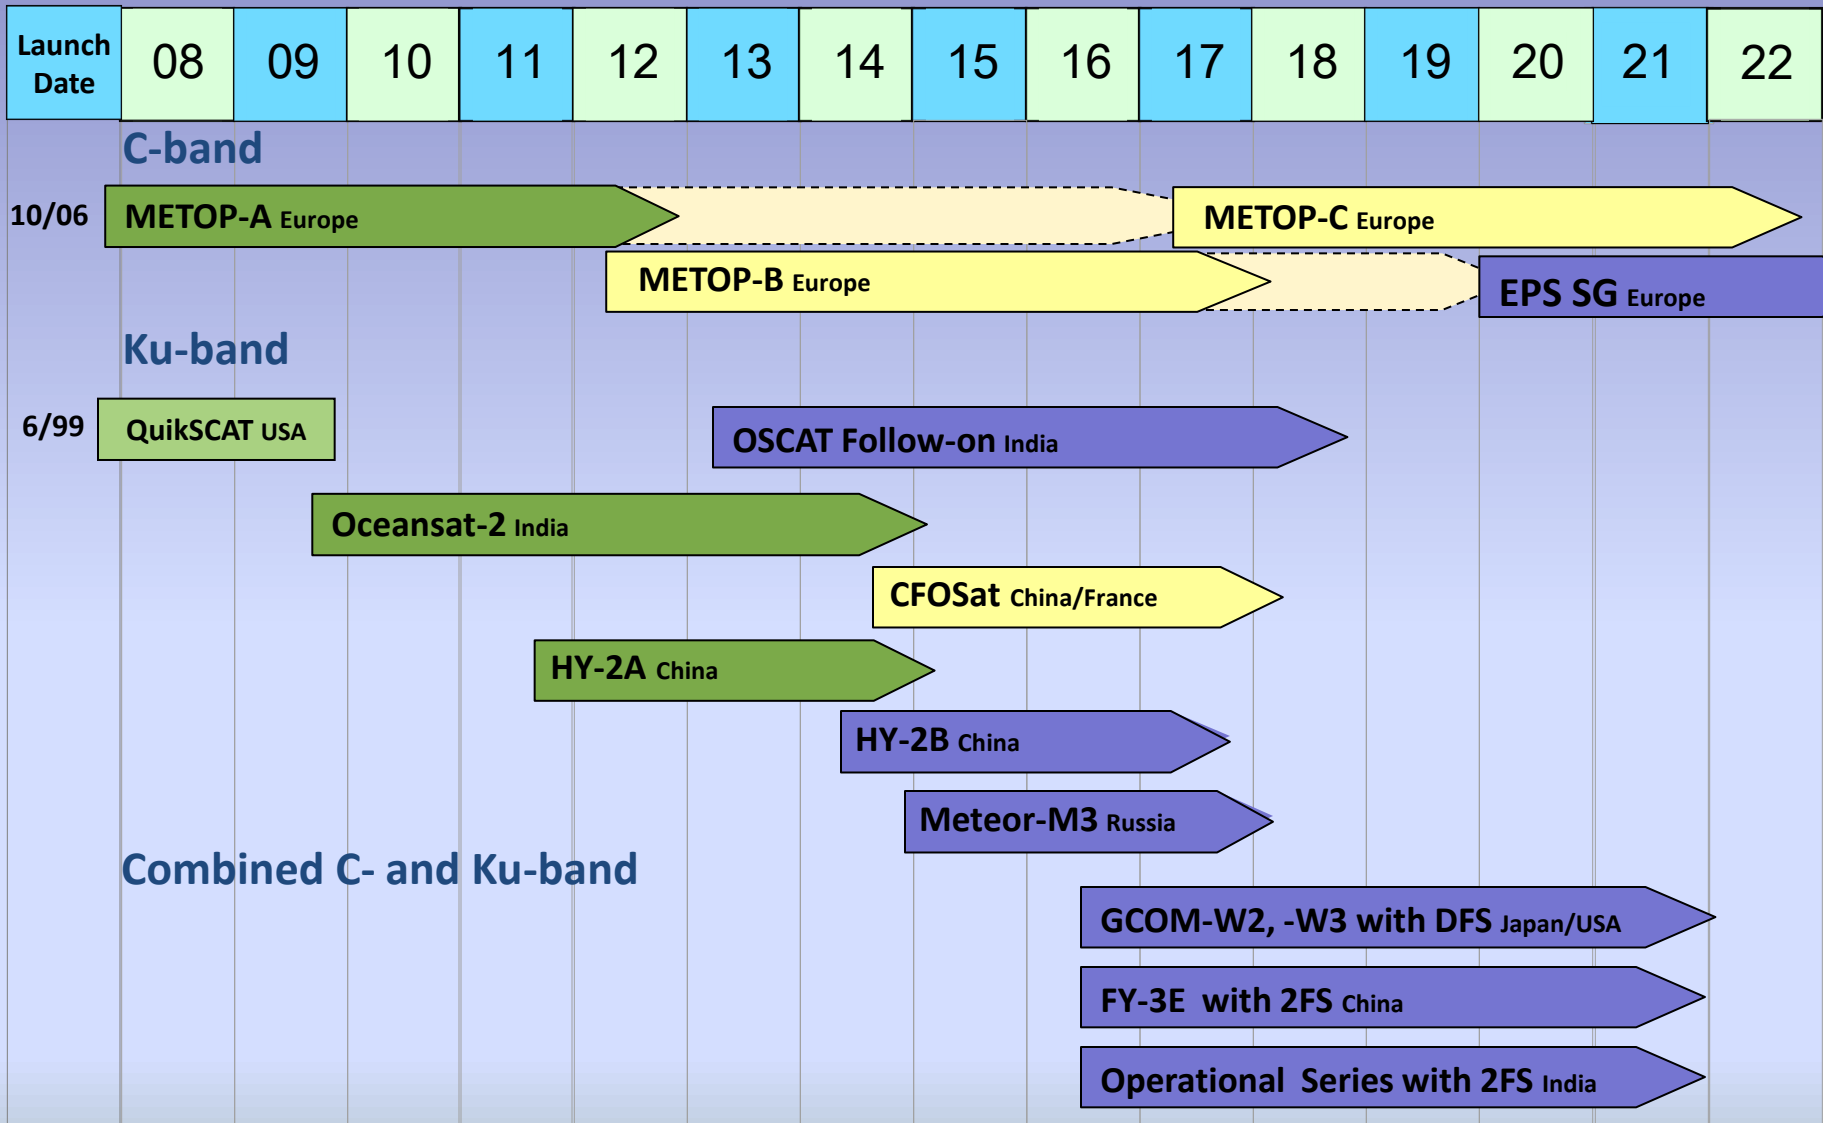 Launch
Date
08 09 10 11 12 13 14 15 16 17 18 19 20 21 22
C-band
10/06 METOP-A Europe METOP-C Europe
METOP-B Europe EPS SG Europe
Ku-band
6/99 QuikSCAT USA OSCAT Follow-on India
Oceansat-2 India
CFOSat China/France
HY-2A China
HY-2B China
Meteor-M3 Russia
Combined C- and Ku-band
GCOM-W2, -W3 with DFS Japan/USA
FY-3E with 2FS China
Operational Series with 2FS India